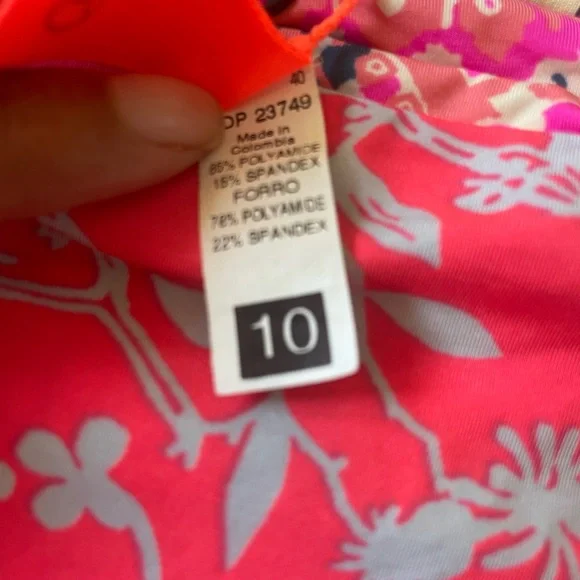 40
OP 23749
Made in
Colombia
85% POLYAMIDE
15% SPANDEX
FORRO
78% POLYAMIDE
22% SPANDEX
10